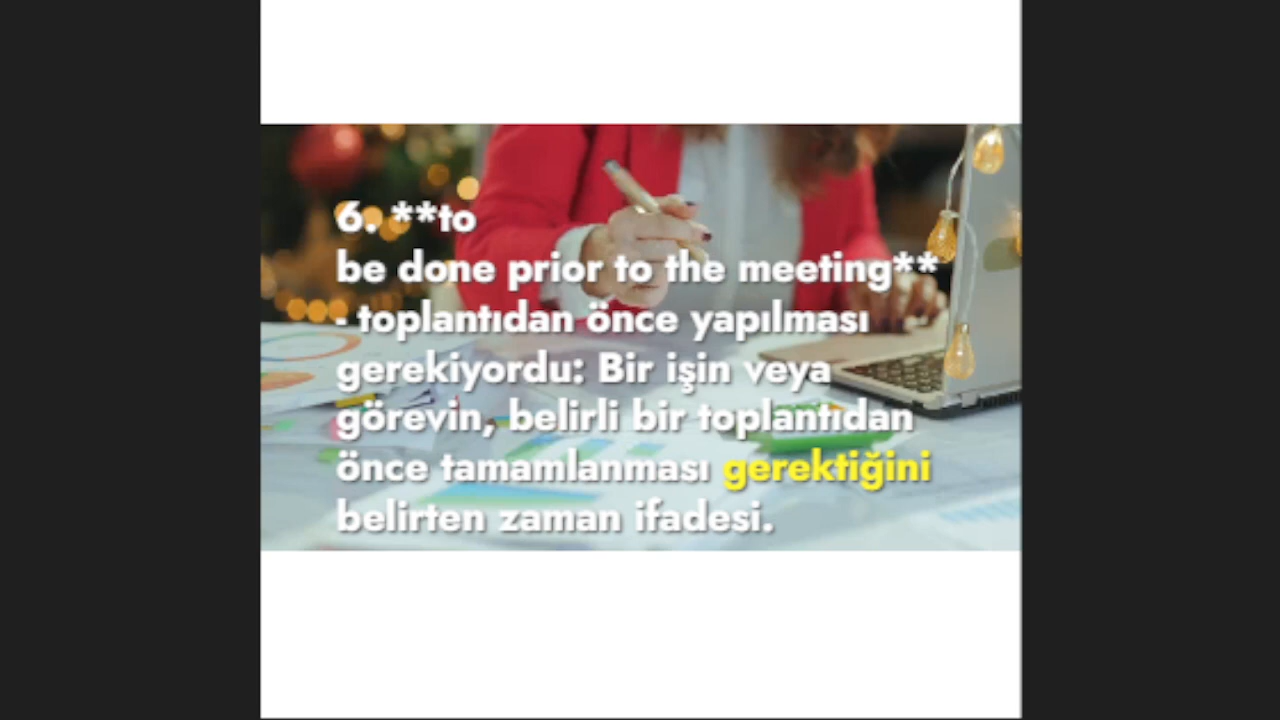 6. **to
be done prior to the meeting**
- toplantıdan önce yapılması
gerekiyordu: Bir işin veya
görevin, belirli bir toplantıdan
önce tamamlanması gerektiğini
belirten zaman ifadesi.